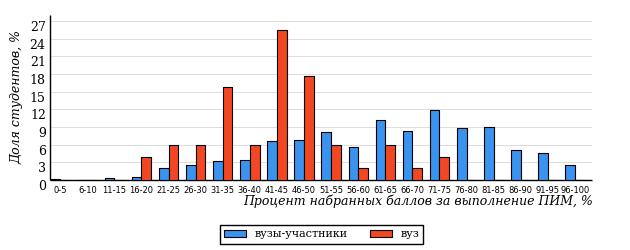 Доля студентов, %
27
24
21
18
15
12
9
6
3
0
0-5 6-10 11-15 16-20 21-25 26-30 31-35 36-40 41-45 46-50 51-55 56-60 61-65 66-70 71-75 76-80 81-85 86-90 91-95 96-100
Процент набранных баллов за выполнение ПИМ, %
вузы-участники вуз